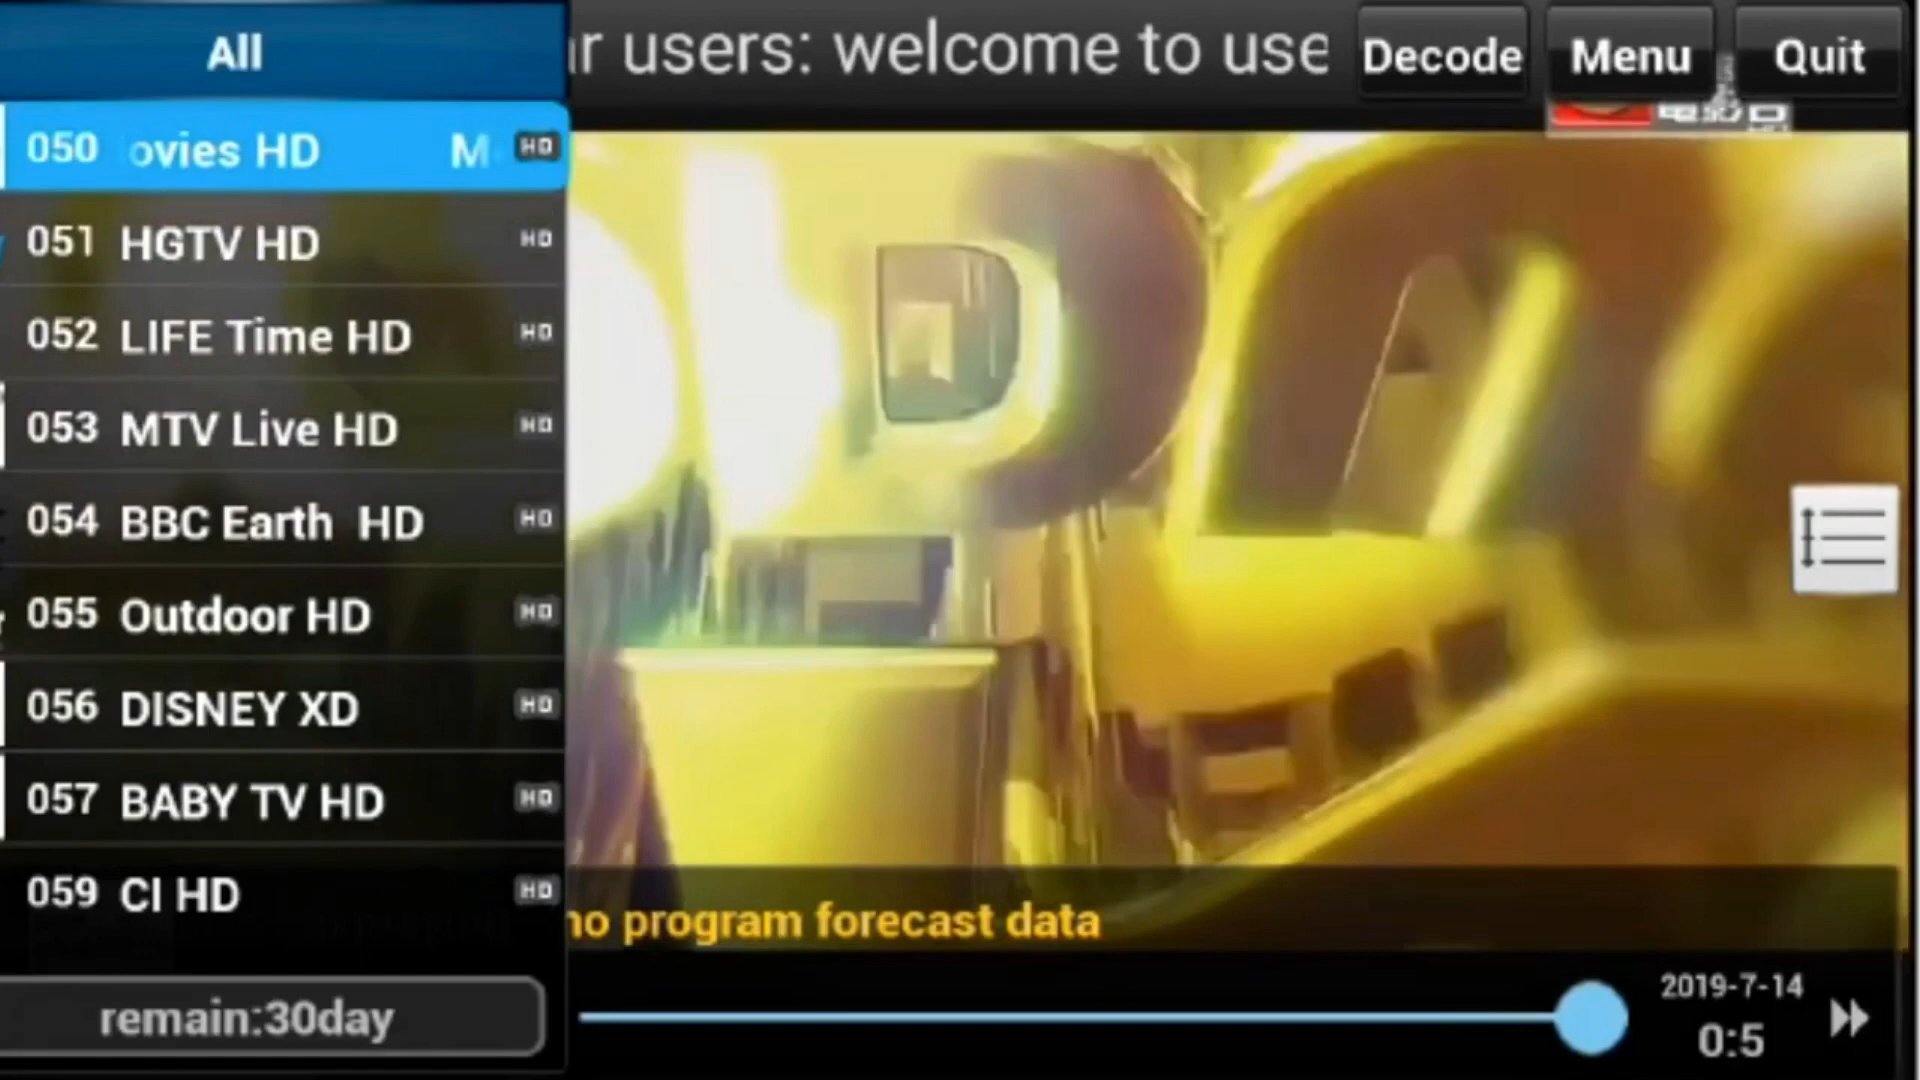 All
r users: welcome to use
Decode
Menu
Quit
050 ovies HD M HD
051 HGTV HD HD
052 LIFE Time HD HD
053 MTV Live HD HD
054 BBC Earth HD HD
055 Outdoor HD HD
056 DISNEY XD HD
057 BABY TV HD HD
059 CI HD HD
no program forecast data
remain:30day
2019-7-14
0:5